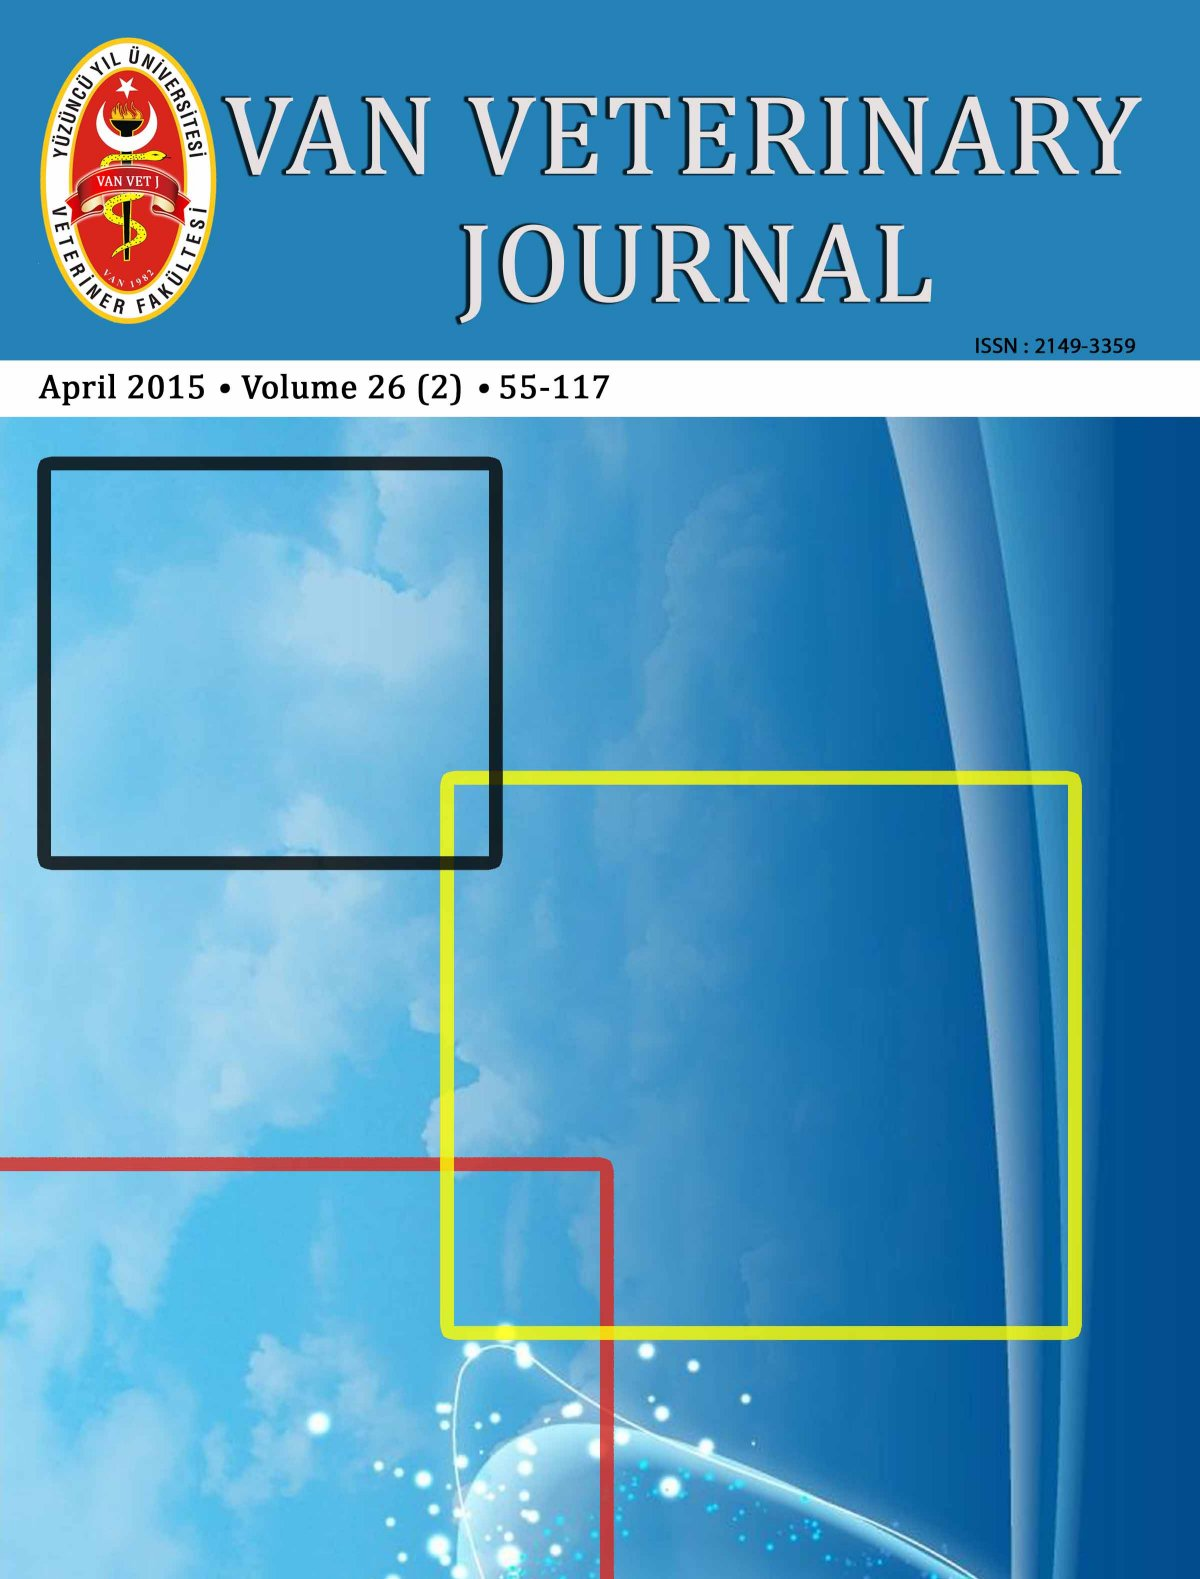 YÜZÜNCÜ YIL ÜNİVERSİTESİ
VAN VET J
VAN 1982
VETERİNER FAKÜLTESİ
VAN VETERINARY
JOURNAL
ISSN : 2149-3359
April 2015 • Volume 26 (2) • 55-117